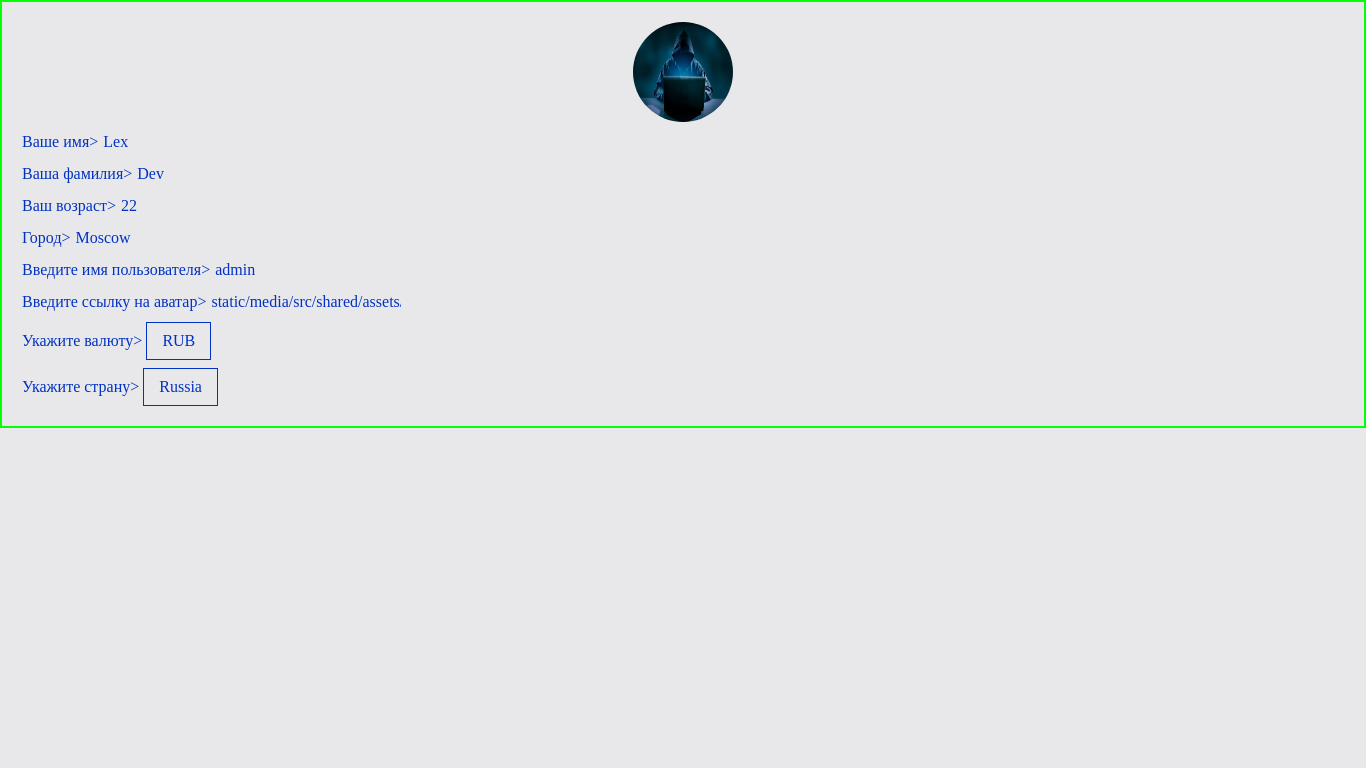 Ваше имя> Lex
Ваша фамилия> Dev
Ваш возраст> 22
Город> Moscow
Введите имя пользователя> admin
Введите ссылку на аватар> static/media/src/shared/assets
Укажите валюту> RUB
Укажите страну> Russia